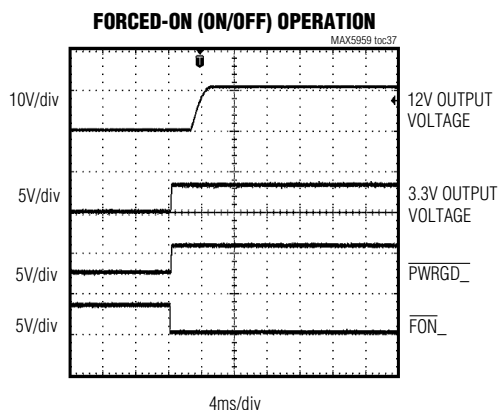 FORCED-ON (ON/OFF) OPERATION
MAX5959 toc37
T
10V/div
12V OUTPUT
VOLTAGE
5V/div
3.3V OUTPUT
VOLTAGE
5V/div
PWRGD_
5V/div
FON_
4ms/div